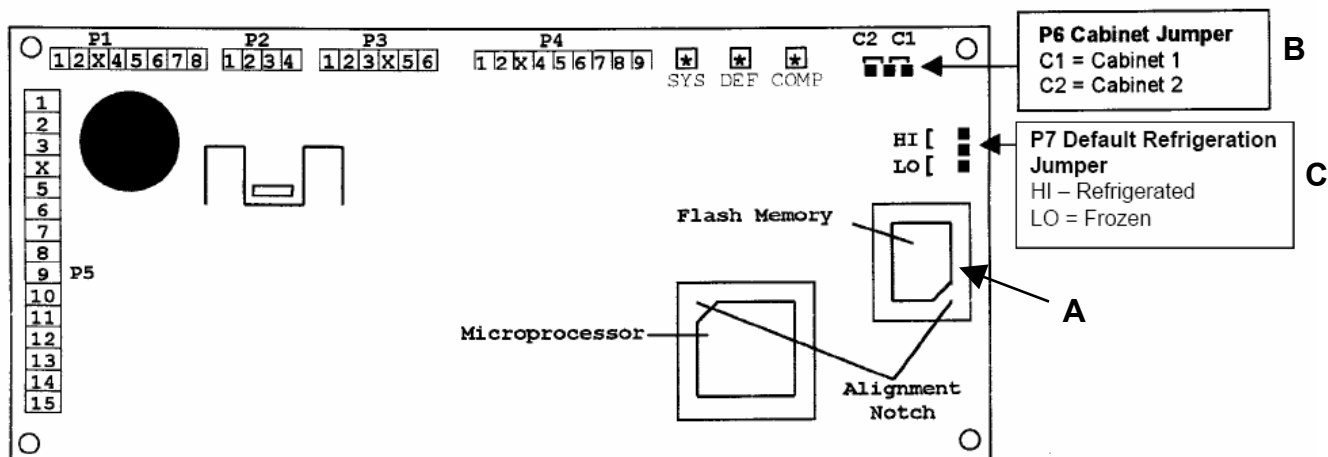 P1 P2 P3 P4
1 2 X 4 5 6 7 8
1 2 3 4
1 2 3 X 5 6
1 2 X 4 5 6 7 8 9
* * *
SYS DEF COMP
C2 C1
P6 Cabinet Jumper
C1 = Cabinet 1
C2 = Cabinet 2
B
HI [
LO [
P7 Default Refrigeration
Jumper
HI – Refrigerated
LO = Frozen
C
1
2
3
X
5
6
7
8
9
10
11
12
13
14
15
P5
Flash Memory
A
Microprocessor
Alignment
Notch